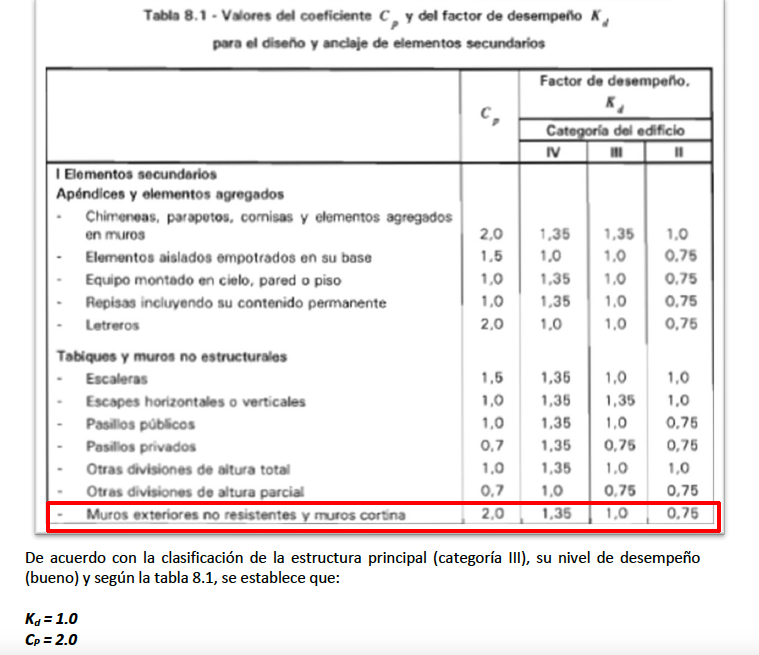 Tabla 8.1 - Valores del coeficiente C p y del factor de desempeño K d
para el diseño y anclaje de elementos secundarios
Factor de desempeño,
C p K d
Categoría del edificio
IV III II
I Elementos secundarios
Apéndices y elementos agregados
- Chimeneas, parapetos, cornisas y elementos agregados
en muros 2,0 1,35 1,35 1,0
- Elementos aislados empotrados en su base 1,5 1,0 1,0 0,75
- Equipo montado en cielo, pared o piso 1,0 1,35 1,0 0,75
- Repisas incluyendo su contenido permanente 1,0 1,35 1,0 0,75
- Letreros 2,0 1,0 1,0 0,75
Tabiques y muros no estructurales
- Escaleras 1,5 1,35 1,0 1,0
- Escapes horizontales o verticales 1,0 1,35 1,35 1,0
- Pasillos públicos 1,0 1,35 1,0 0,75
- Pasillos privados 0,7 1,35 0,75 0,75
- Otras divisiones de altura total 1,0 1,35 1,0 1,0
- Otras divisiones de altura parcial 0,7 1,0 0,75 0,75
- Muros exteriores no resistentes y muros cortina 2,0 1,35 1,0 0,75
De acuerdo con la clasificación de la estructura principal (categoría III), su nivel de desempeño
(bueno) y según la tabla 8.1, se establece que:
Kd = 1.0
CP = 2.0